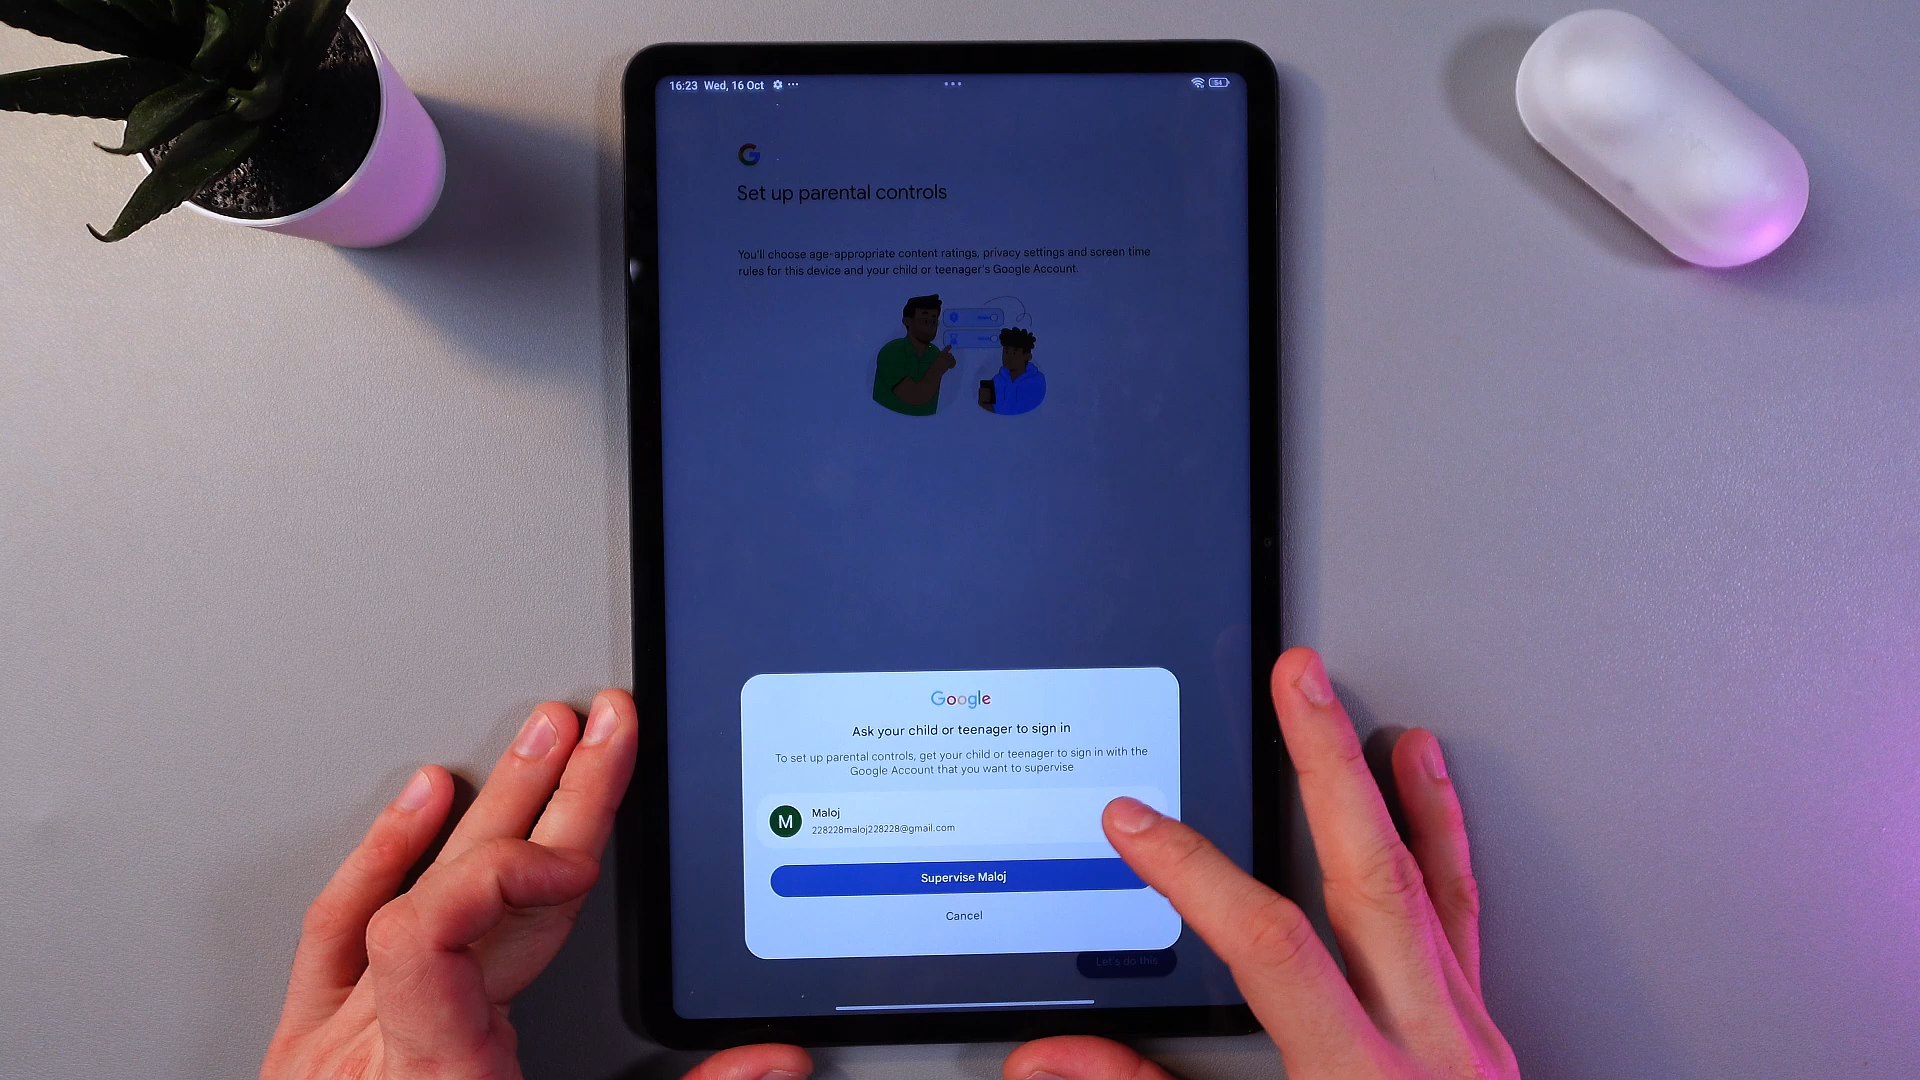 16:23 Wed, 16 Oct
54
G
Set up parental controls
You'll choose age-appropriate content ratings, privacy settings and screen time
rules for this device and your child or teenager's Google Account.
Google
Ask your child or teenager to sign in
To set up parental controls, get your child or teenager to sign in with the
Google Account that you want to supervise
M
Maloj
228228maloj228228@gmail.com
Supervise Maloj
Cancel
Let's do this